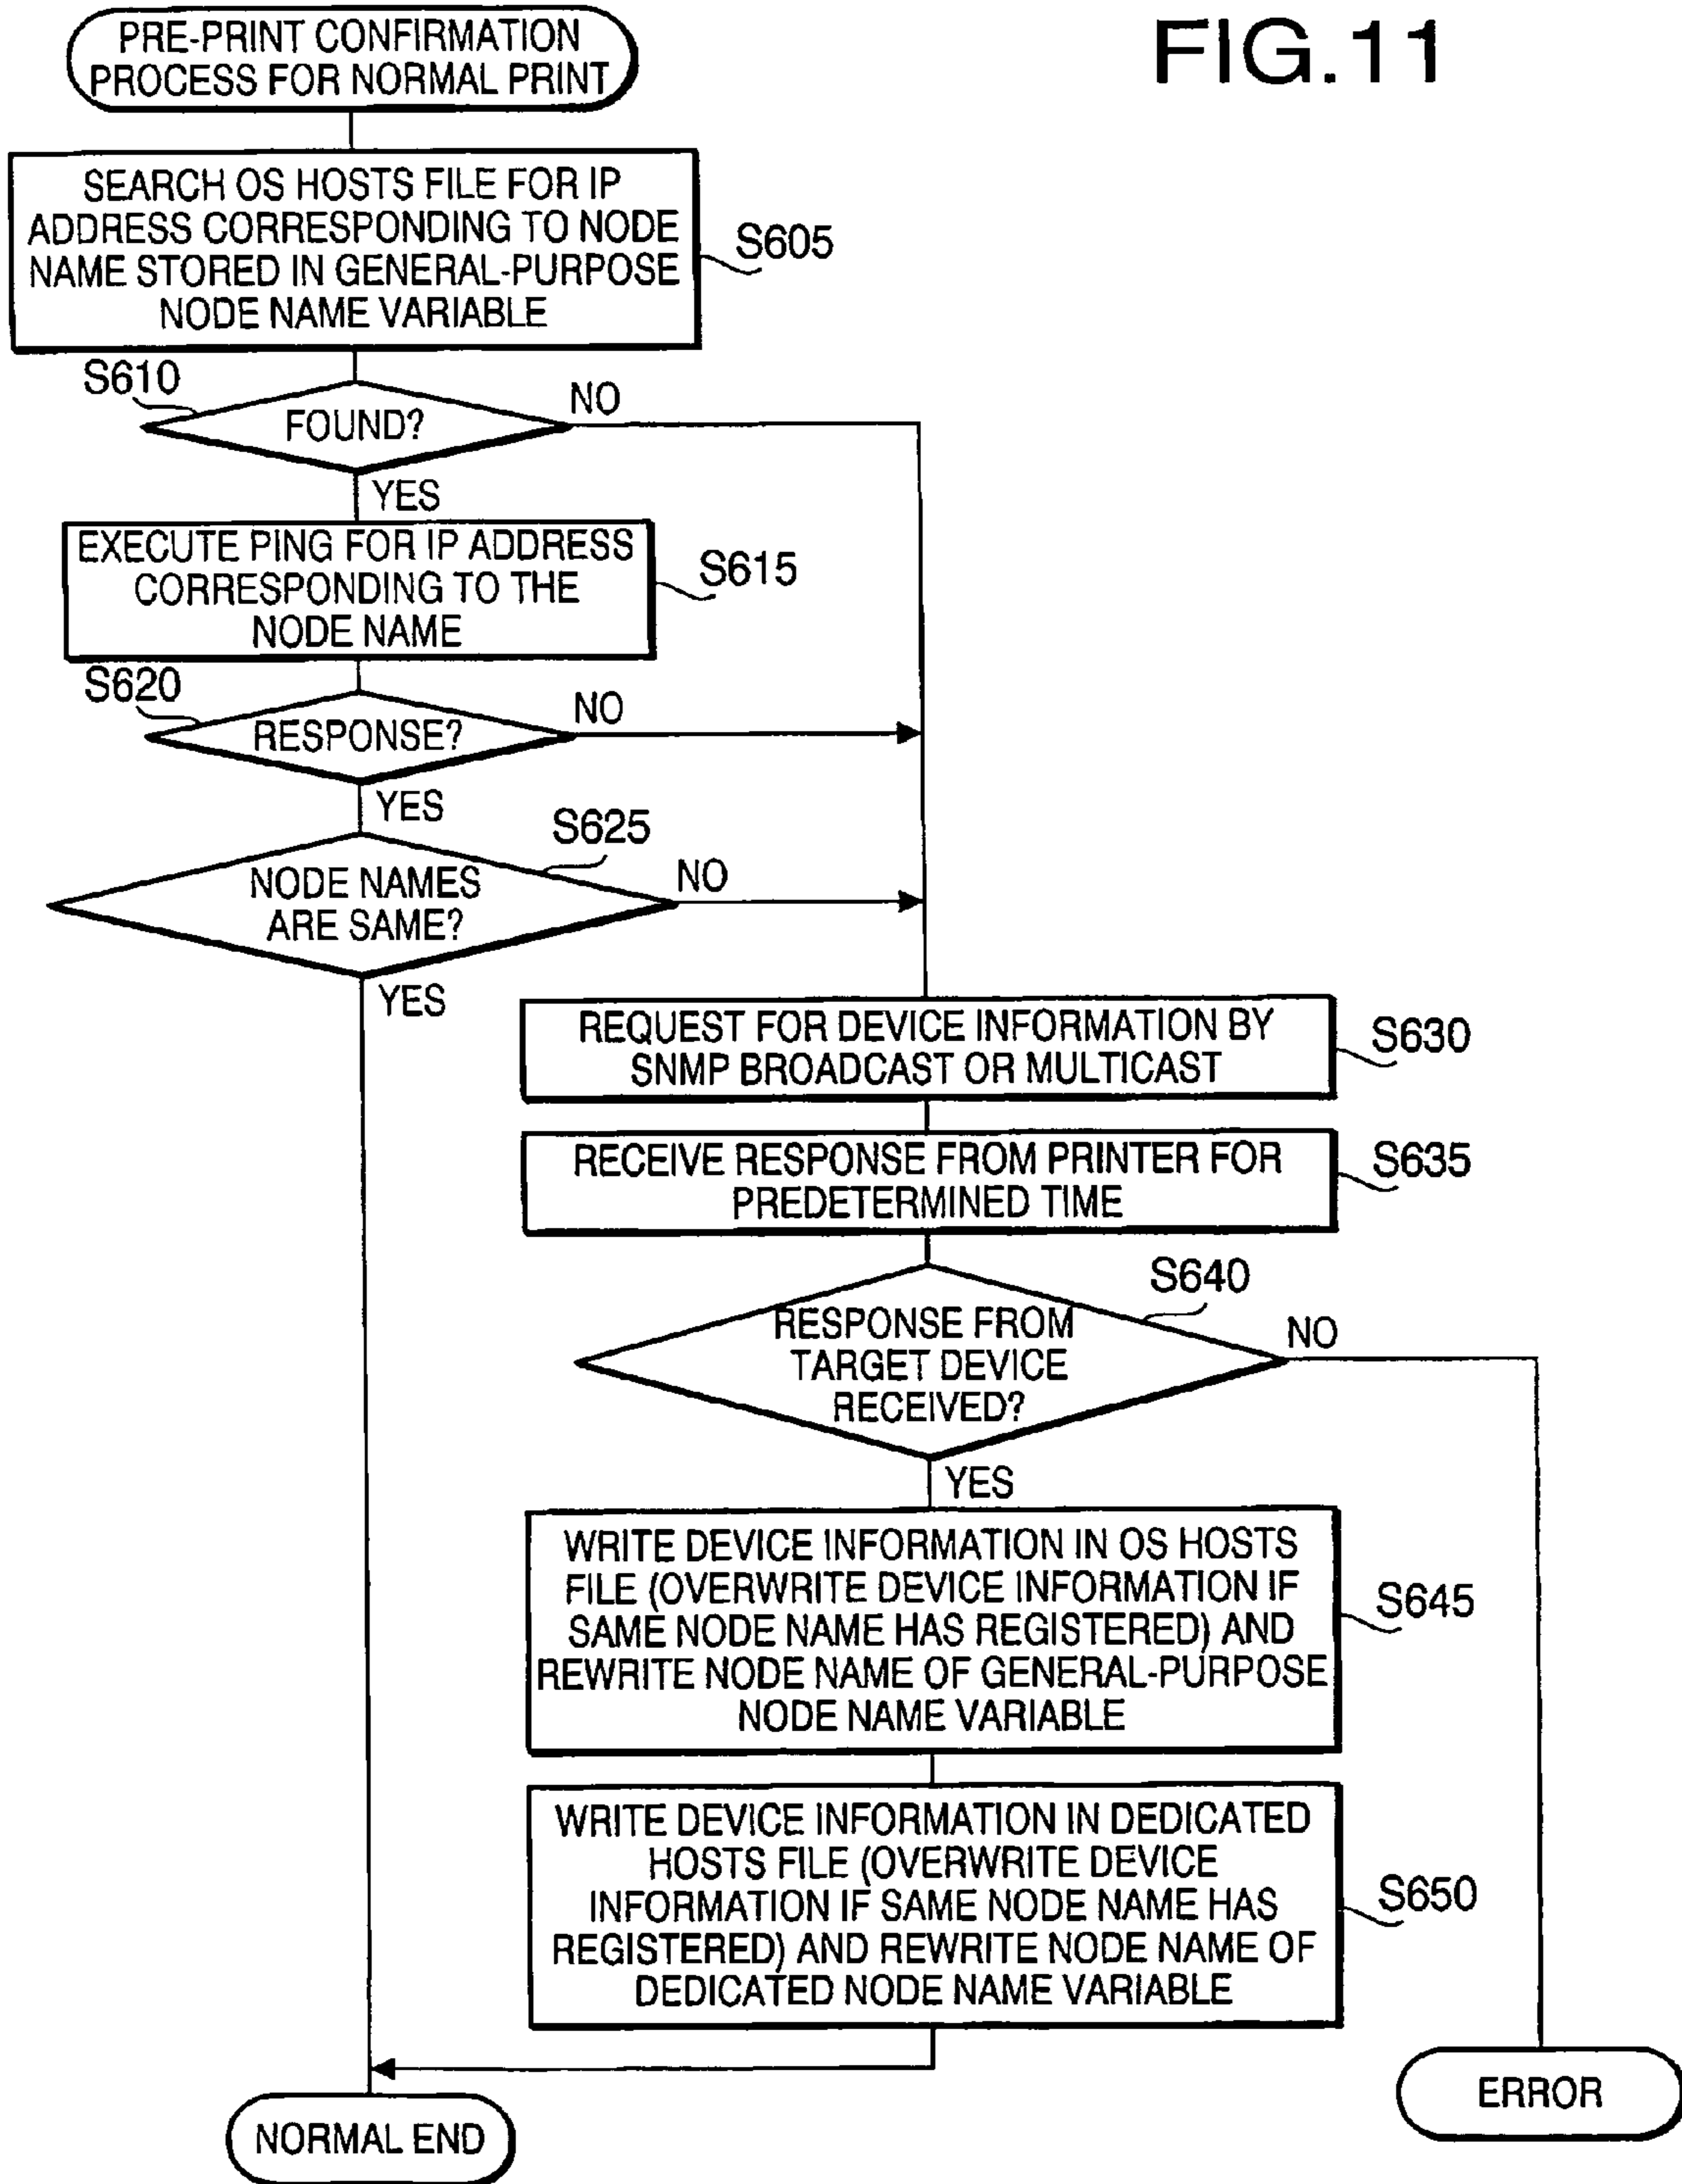 FIG.11
PRE-PRINT CONFIRMATION
PROCESS FOR NORMAL PRINT
SEARCH OS HOSTS FILE FOR IP
ADDRESS CORRESPONDING TO NODE
NAME STORED IN GENERAL-PURPOSE
NODE NAME VARIABLE
S605
S610
FOUND?
NO
YES
EXECUTE PING FOR IP ADDRESS
CORRESPONDING TO THE
NODE NAME
S615
S620
RESPONSE?
NO
YES
S625
NODE NAMES
ARE SAME?
NO
YES
REQUEST FOR DEVICE INFORMATION BY
SNMP BROADCAST OR MULTICAST
S630
RECEIVE RESPONSE FROM PRINTER FOR
PREDETERMINED TIME
S635
S640
RESPONSE FROM
TARGET DEVICE
RECEIVED?
NO
YES
WRITE DEVICE INFORMATION IN OS HOSTS
FILE (OVERWRITE DEVICE INFORMATION IF
SAME NODE NAME HAS REGISTERED) AND
REWRITE NODE NAME OF GENERAL-PURPOSE
NODE NAME VARIABLE
S645
WRITE DEVICE INFORMATION IN DEDICATED
HOSTS FILE (OVERWRITE DEVICE
INFORMATION IF SAME NODE NAME HAS
REGISTERED) AND REWRITE NODE NAME OF
DEDICATED NODE NAME VARIABLE
S650
NORMAL END
ERROR